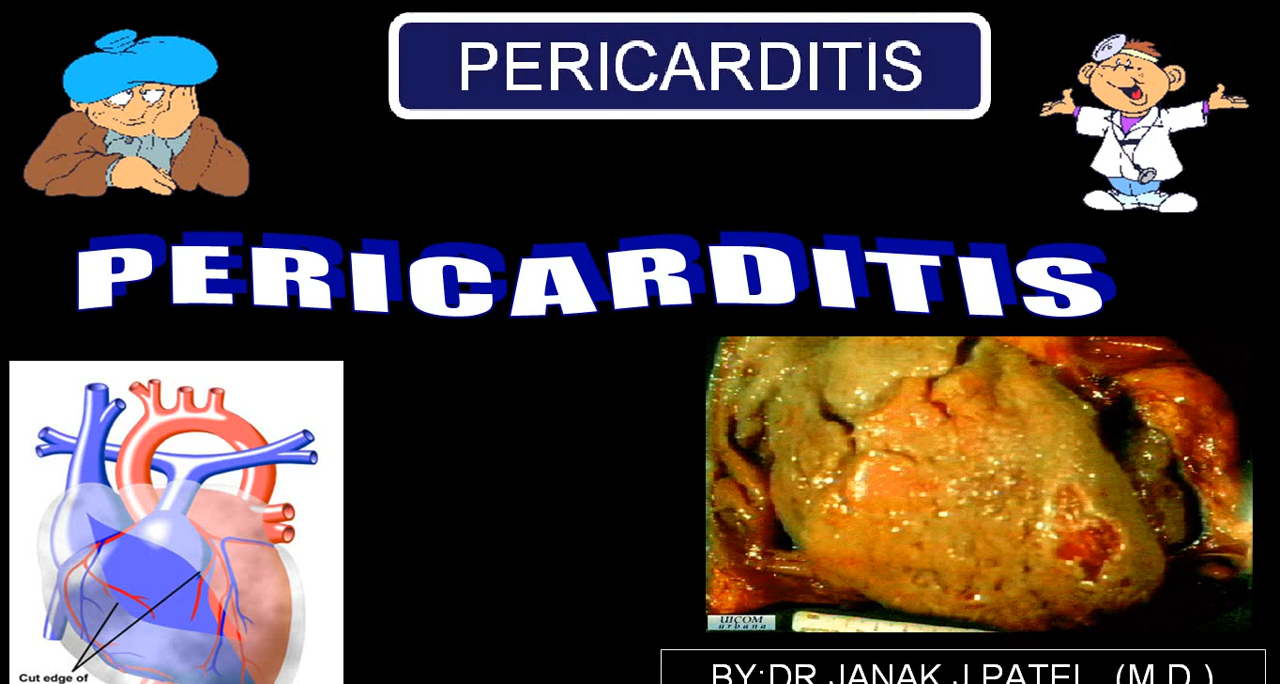 PERICARDITIS
PERICARDITIS
UICOM
urbana
Cut edge of
BY:DR.JANAK J.PATEL (M.D.)